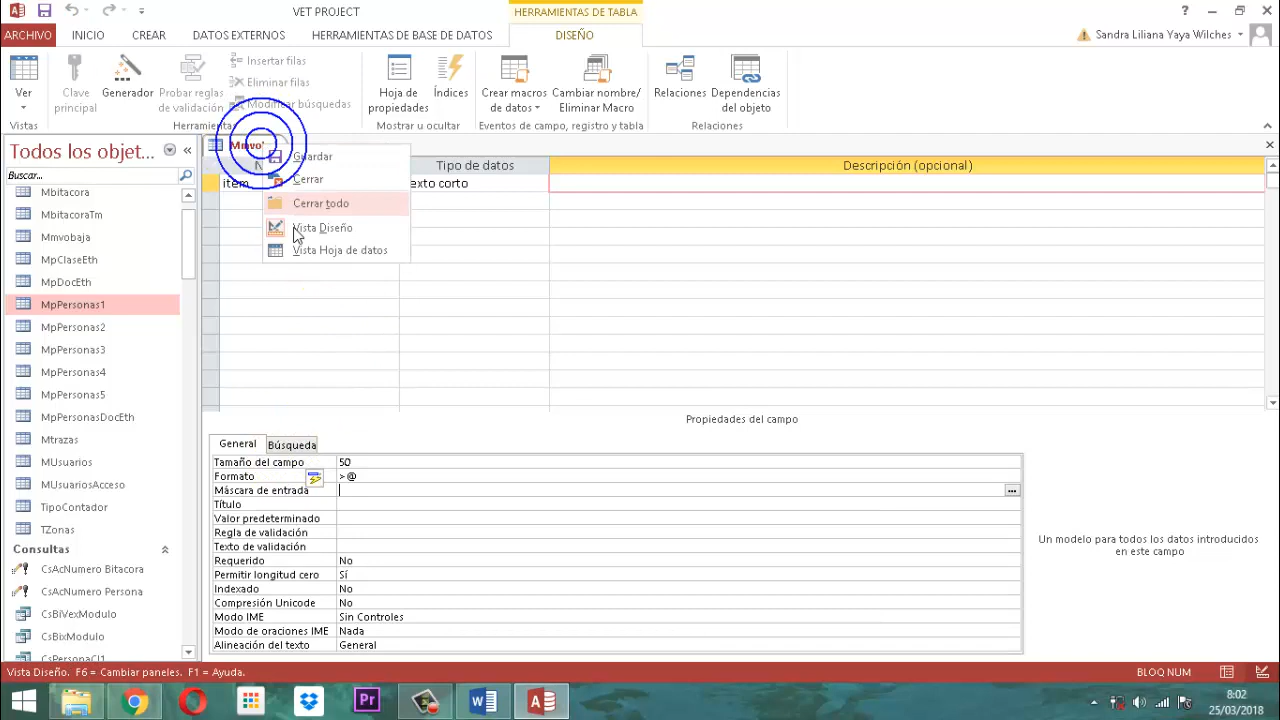 VET PROJECT
HERRAMIENTAS DE TABLA
?
ARCHIVO INICIO CREAR DATOS EXTERNOS HERRAMIENTAS DE BASE DE DATOS DISEÑO Sandra Liliana Yaya Wilches
Ver
Clave principal
Generador
Probar reglas de validación
Insertar filas
Eliminar filas
Modificar búsquedas
Hoja de propiedades
Índices
Crear macros de datos
Cambiar nombre/ Eliminar Macro
Relaciones
Dependencias del objeto
Vistas
Mostrar u ocultar
Eventos de campo, registro y tabla
Relaciones
Todos los objet...
Buscar...
Mbitacora
MbitacoraTm
Mmvobaja
MpClaseEth
MpDocEth
MpPersonas1
MpPersonas2
MpPersonas3
MpPersonas4
MpPersonas5
MpPersonasDocEth
Mtrazas
MUsuarios
MUsuariosAcceso
TipoContador
TZonas
Consultas
CsAcNumero Bitacora
CsAcNumero Persona
CsBiVexModulo
CsBixModulo
Tipo de datos
Descripción (opcional)
item
exto corto
Guardar
Cerrar
Cerrar todo
Vista Diseño
Vista Hoja de datos
Propiedades del campo
General Búsqueda
Tamaño del campo 50
Formato >@
Máscara de entrada
Título
Valor predeterminado
Regla de validación
Texto de validación
Requerido No
Permitir longitud cero Sí
Indexado No
Compresión Unicode No
Modo IME Sin Controles
Modo de oraciones IME Nada
Alineación del texto General
Un modelo para todos los datos introducidos
en este campo
Vista Diseño. F6 = Cambiar paneles. F1 = Ayuda.
BLOQ NUM
Pr
8:02
25/03/2018